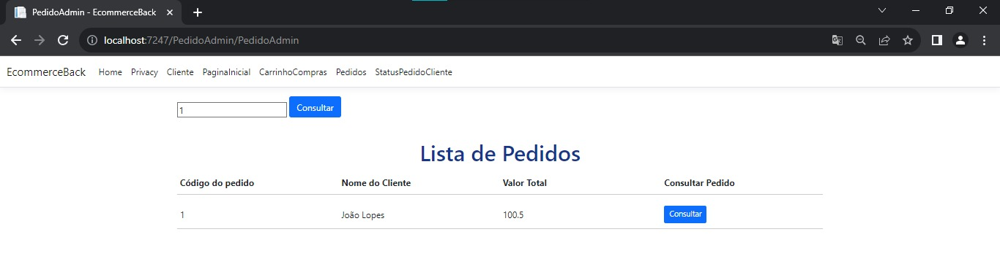 PedidoAdmin - EcommerceBack
localhost:7247/PedidoAdmin/PedidoAdmin
EcommerceBack Home Privacy Cliente PaginaInicial CarrinhoCompras Pedidos StatusPedidoCliente
1 Consultar
Lista de Pedidos
Código do pedido Nome do Cliente Valor Total Consultar Pedido
1 João Lopes 100.5 Consultar